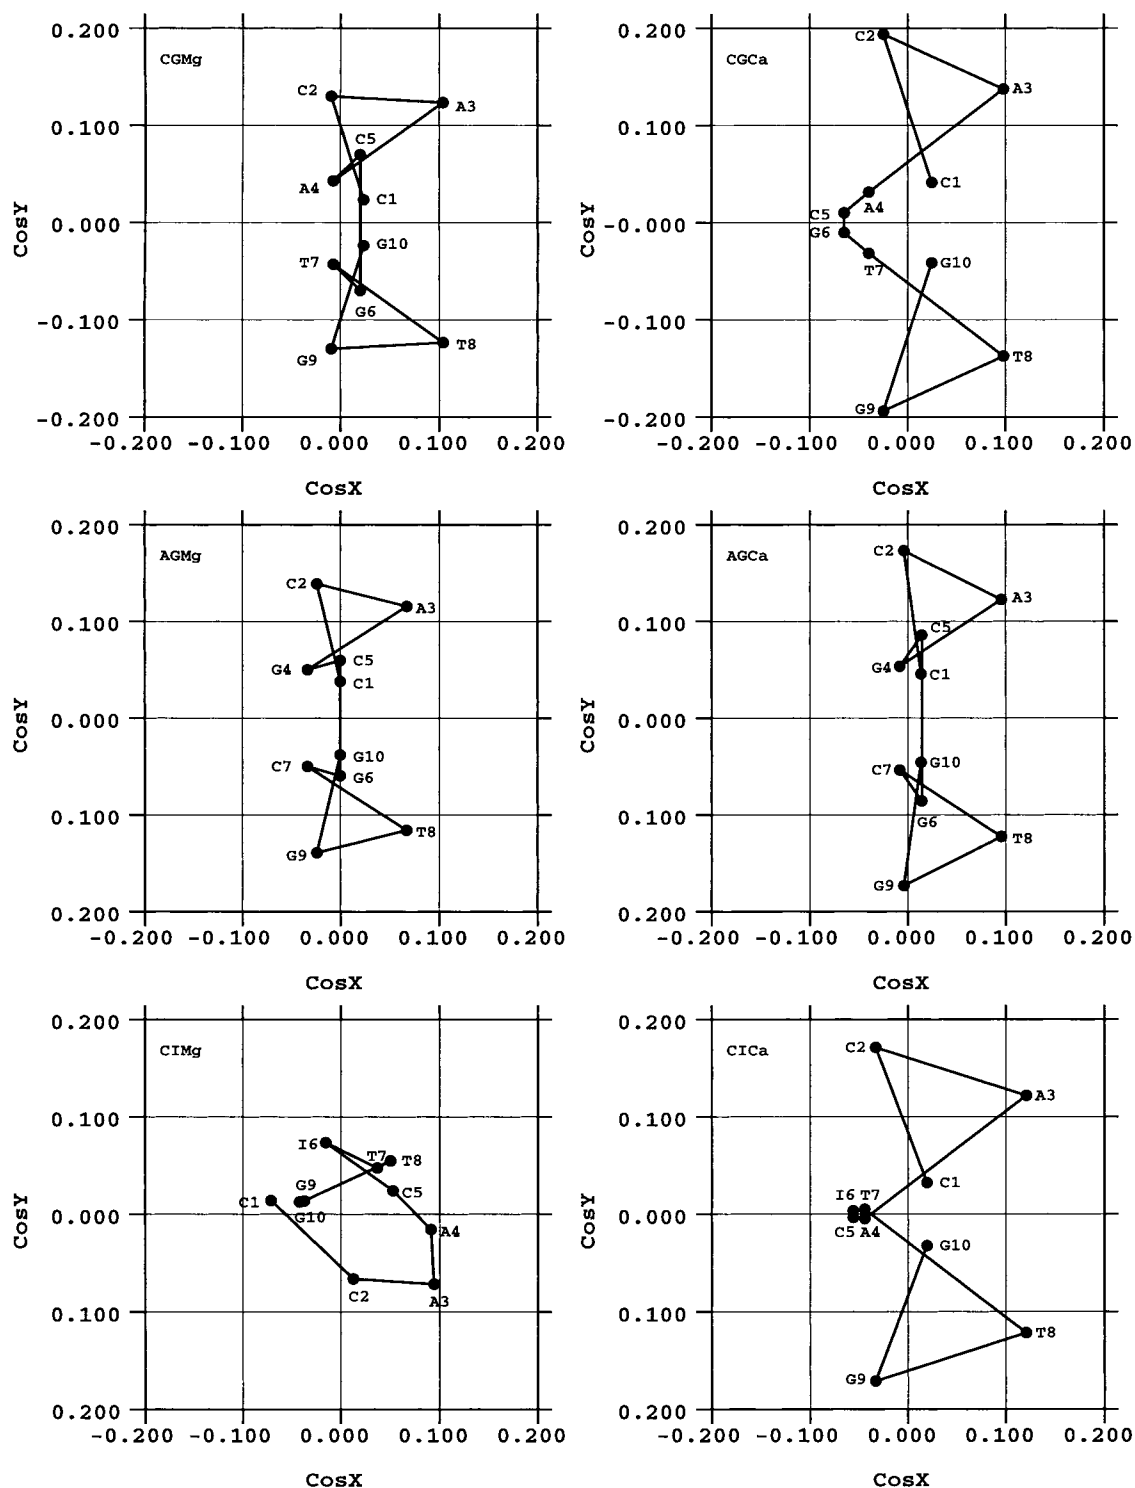 0.200
CGMg
C2
A3
0.100
C5
A4
C1
CosY
0.000
G10
T7
G6
-0.100
G9
T8
-0.200
-0.200 -0.100 0.000 0.100 0.200
CosX
0.200
CGCa
C2
A3
0.100
C1
A4
C5
CosY
-0.000
G6
T7
G10
-0.100
T8
G9
-0.200
-0.200 -0.100 0.000 0.100 0.200
CosX
0.200
AGMg
C2
A3
0.100
G4
C5
C1
CosY
0.000
G10
C7
G6
0.100
T8
G9
0.200
-0.200 -0.100 0.000 0.100 0.200
CosX
0.200
AGCa
C2
A3
0.100
C5
G4
C1
CosY
0.000
G10
C7
0.100
G6
T8
G9
0.200
-0.200 -0.100 0.000 0.100 0.200
CosX
0.200
CIMg
0.100
I6
T7
T8
G9
C5
C1
G10
CosY
0.000
A4
C2
A3
0.100
0.200
-0.200 -0.100 0.000 0.100 0.200
CosX
0.200
CICa
C2
A3
0.100
C1
I6 T7
CosY
0.000
C5 A4
G10
0.100
T8
G9
0.200
-0.200 -0.100 0.000 0.100 0.200
CosX